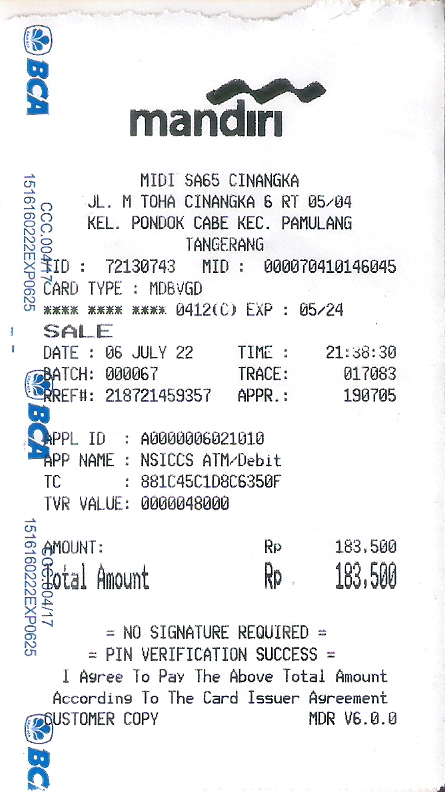 mandiri
MIDI SA65 CINANGKA
JL. M TOHA CINANGKA 6 RT 05/04
KEL. PONDOK CABE KEC. PAMULANG
TANGERANG
TID : 72130743 MID : 000070410146045
CARD TYPE : MDBVGD
**** **** **** 0412(C) EXP : 05/24
SALE
DATE : 06 JULY 22 TIME : 21:38:30
BATCH: 000067 TRACE: 017083
RREF#: 218721459357 APPR.: 190705
APPL ID : A0000006021010
APP NAME : NSICCS ATM/Debit
TC : 881C45C1D8C6350F
TVR VALUE: 0000048000
AMOUNT: Rp 183.500
Total Amount Rp 183.500
= NO SIGNATURE REQUIRED =
= PIN VERIFICATION SUCCESS =
I Agree To Pay The Above Total Amount
According To The Card Issuer Agreement
CUSTOMER COPY MDR V6.0.0
BCA
CCC.004/17
1516160222EXP0625
BCA
CCC.004/17
1516160222EXP0625
BCA